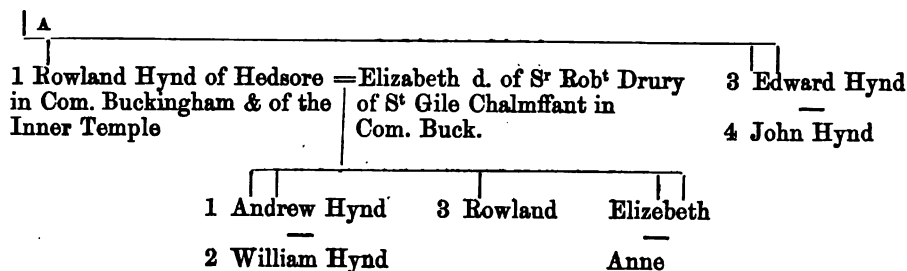 A
1 Rowland Hynd of Hedsore = Elizabeth d. of Sr Robt Drury
in Com. Buckingham & of the of St Gile Chalmffant in
Inner Temple Com. Buck.
3 Edward Hynd
4 John Hynd
1 Andrew Hynd 3 Rowland Elizebeth
2 William Hynd Anne